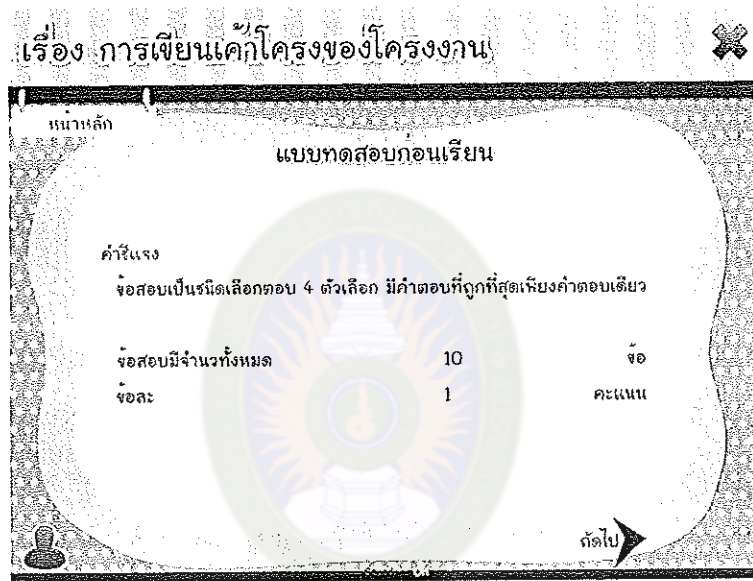 เรื่อง การเขียนเค้าโครงของโครงงาน
หน้าหลัก
แบบทดสอบก่อนเรียน
คำชี้แจง
ข้อสอบเป็นชนิดเลือกตอบ 4 ตัวเลือก มีคำตอบที่ถูกที่สุดเพียงคำตอบเดียว
ข้อสอบมีจำนวนทั้งหมด 10 ข้อ
ข้อละ 1 คะแนน
ถัดไป